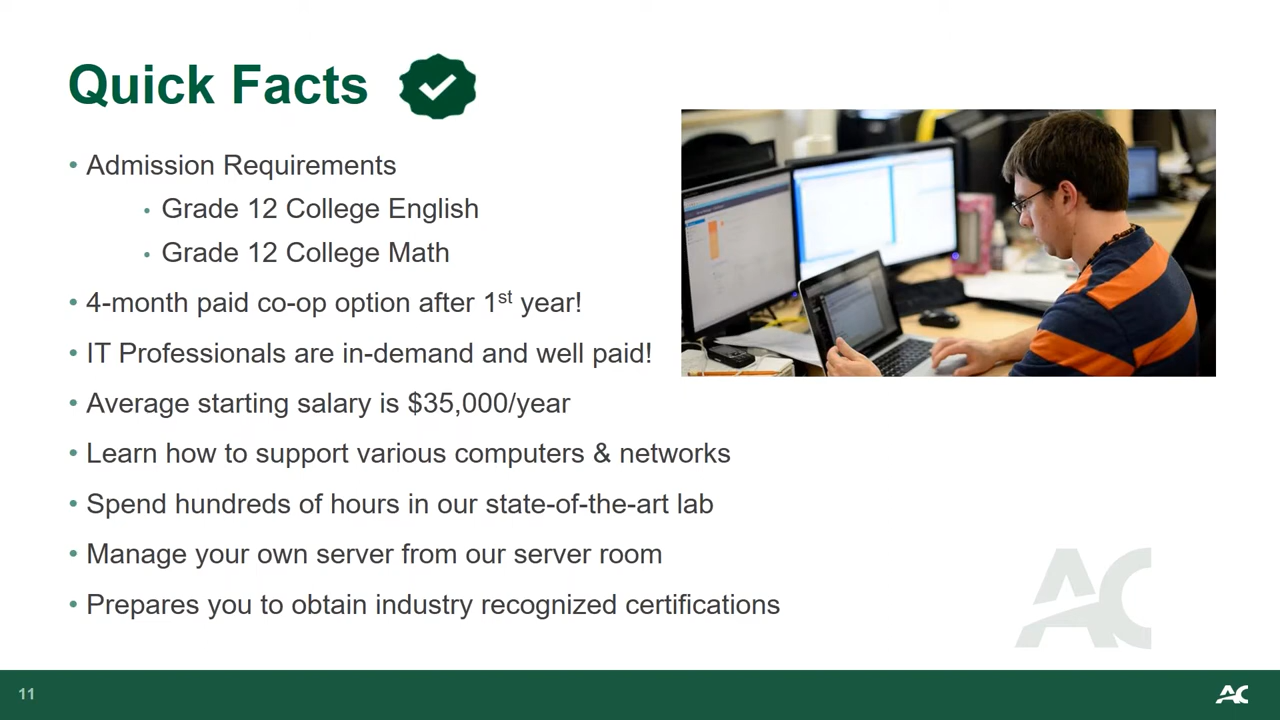 Quick Facts
• Admission Requirements
• Grade 12 College English
• Grade 12 College Math
• 4-month paid co-op option after 1st year!
• IT Professionals are in-demand and well paid!
• Average starting salary is $35,000/year
• Learn how to support various computers & networks
• Spend hundreds of hours in our state-of-the-art lab
• Manage your own server from our server room
• Prepares you to obtain industry recognized certifications
AC
11
AC